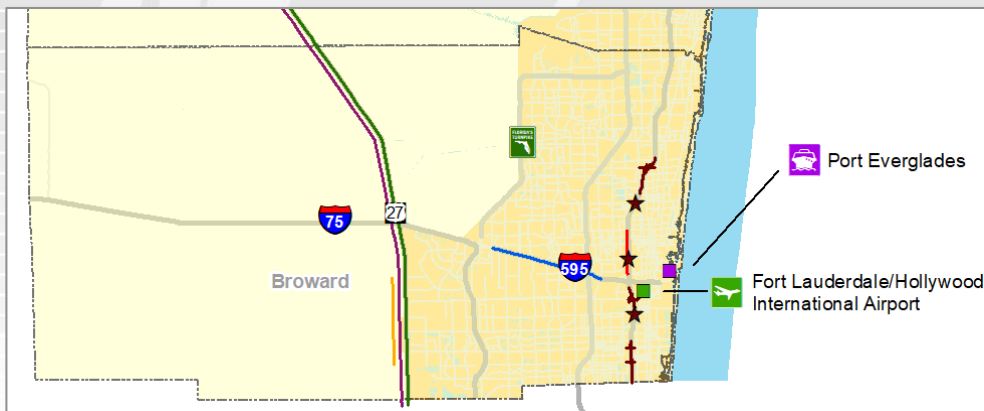 FLORIDA'S
TURNPIKE
Port Everglades
27
75
595
Broward
Fort Lauderdale/Hollywood
International Airport